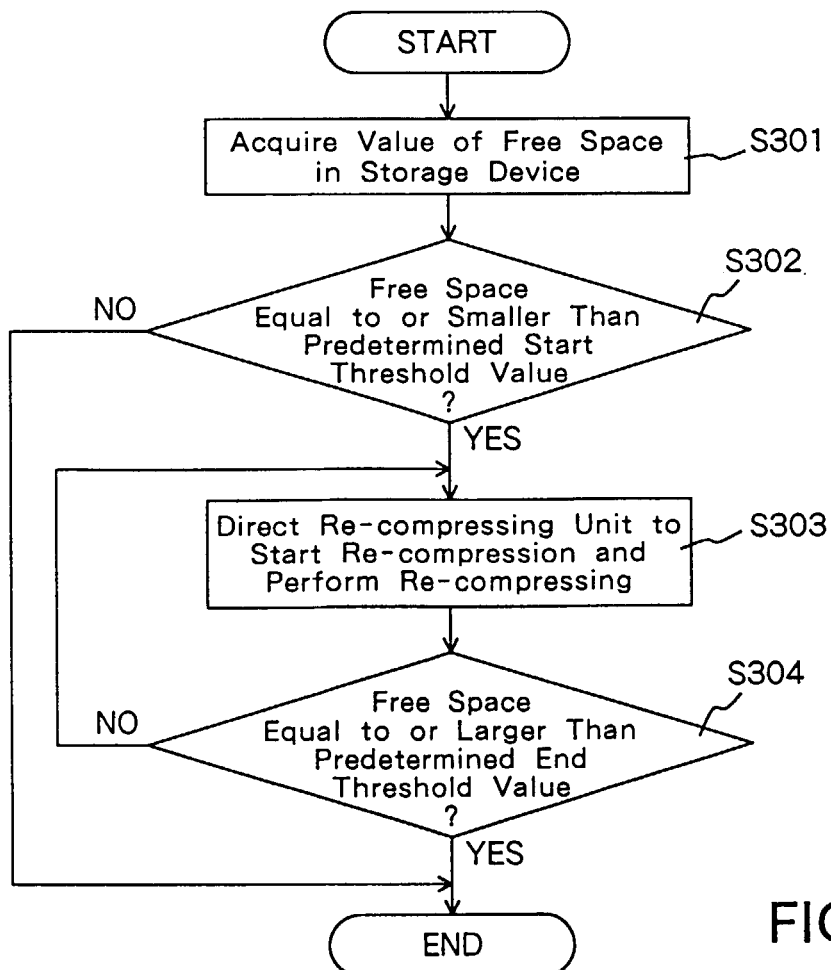 START
Acquire Value of Free Space
in Storage Device
S301
Free Space
Equal to or Smaller Than
Predetermined Start
Threshold Value
?
S302
NO
YES
Direct Re-compressing Unit to
Start Re-compression and
Perform Re-compressing
S303
Free Space
Equal to or Larger Than
Predetermined End
Threshold Value
?
S304
NO
YES
END
FIG